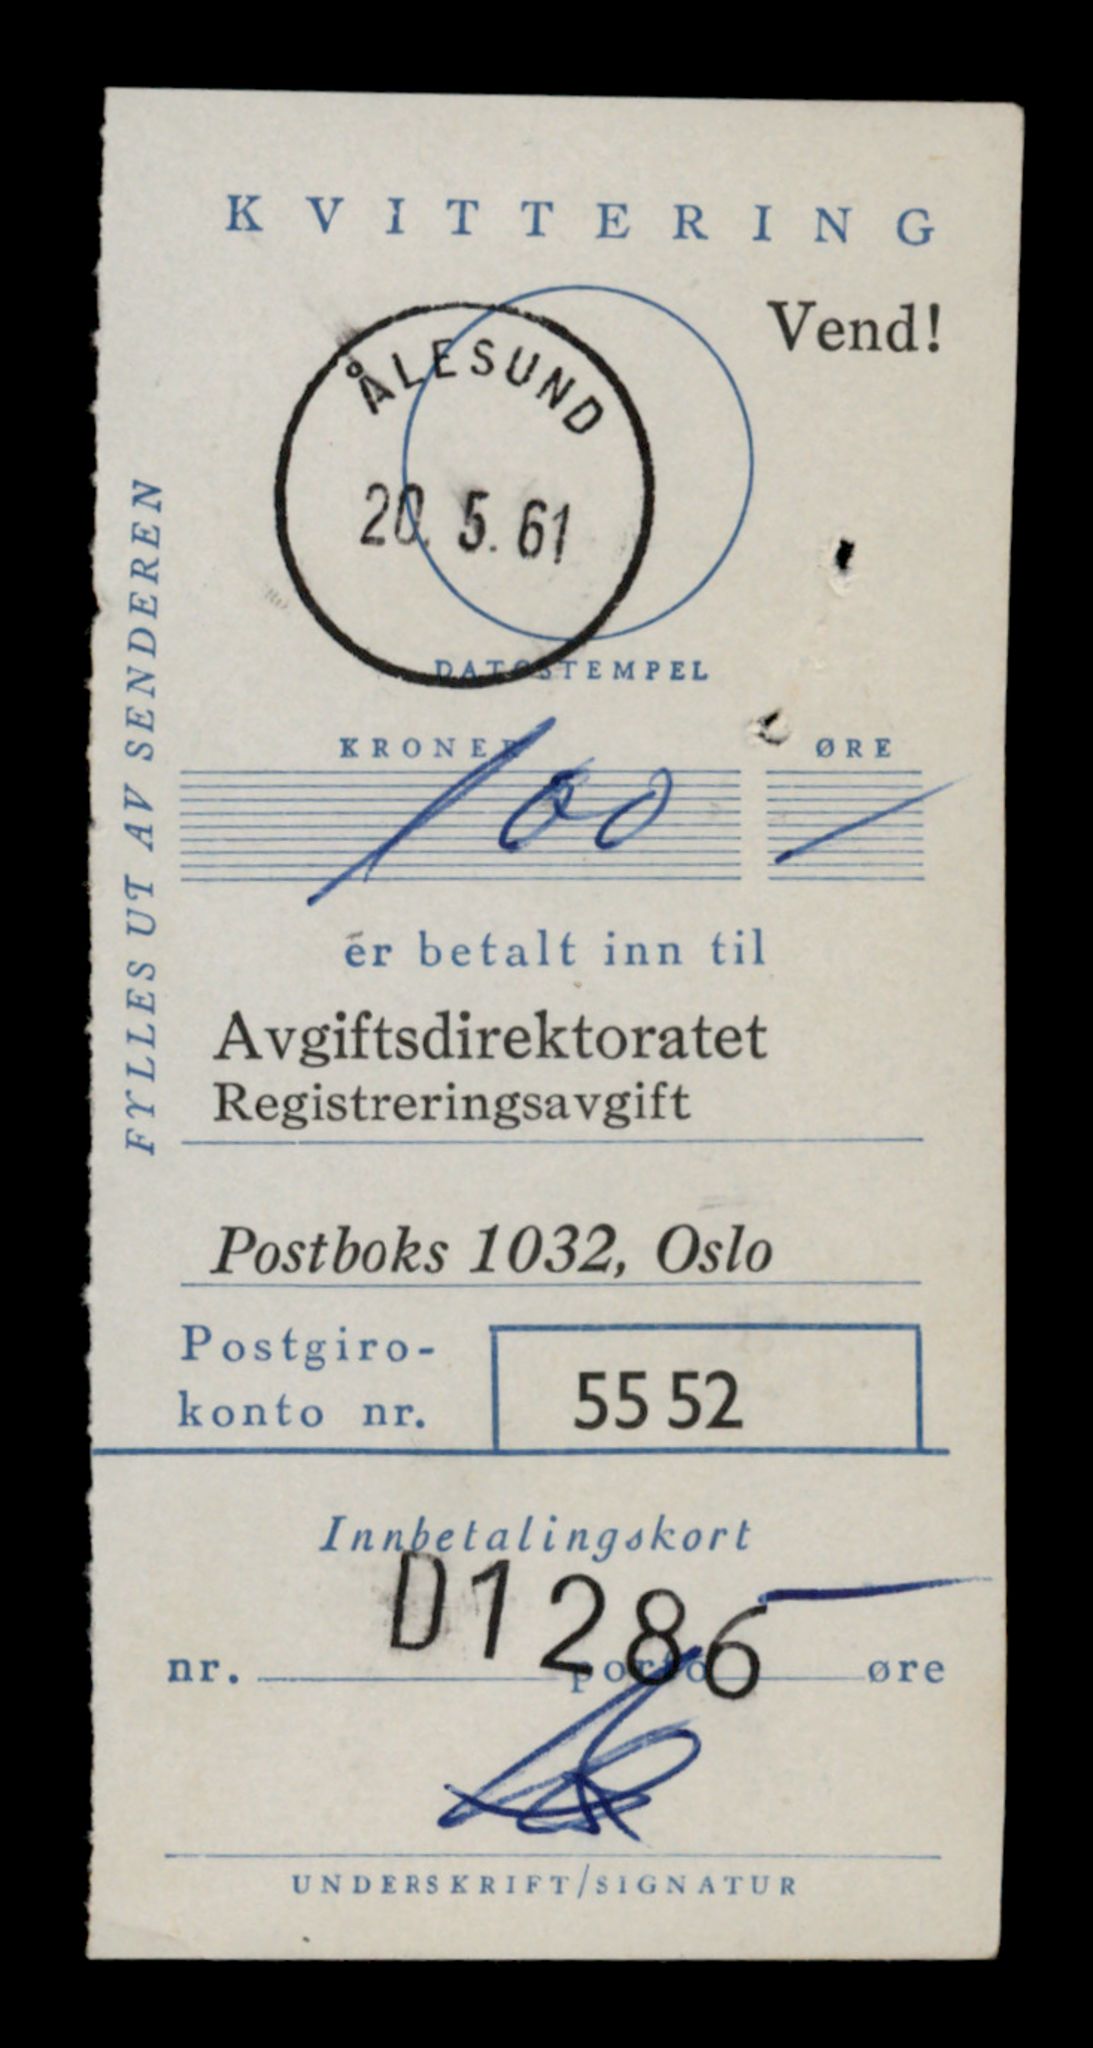 KVITTERING
Vend!
ÅLESUND
20. 5. 61
DATOSTEMPEL
FYLLES UT AV SENDEREN
KRONER ØRE
100 /
er betalt inn til
Avgiftsdirektoratet
Registreringsavgift
Postboks 1032, Oslo
Postgiro-
konto nr. 55 52
Innbetalingskort
D1286
nr. porto øre
UNDERSKRIFT/SIGNATUR